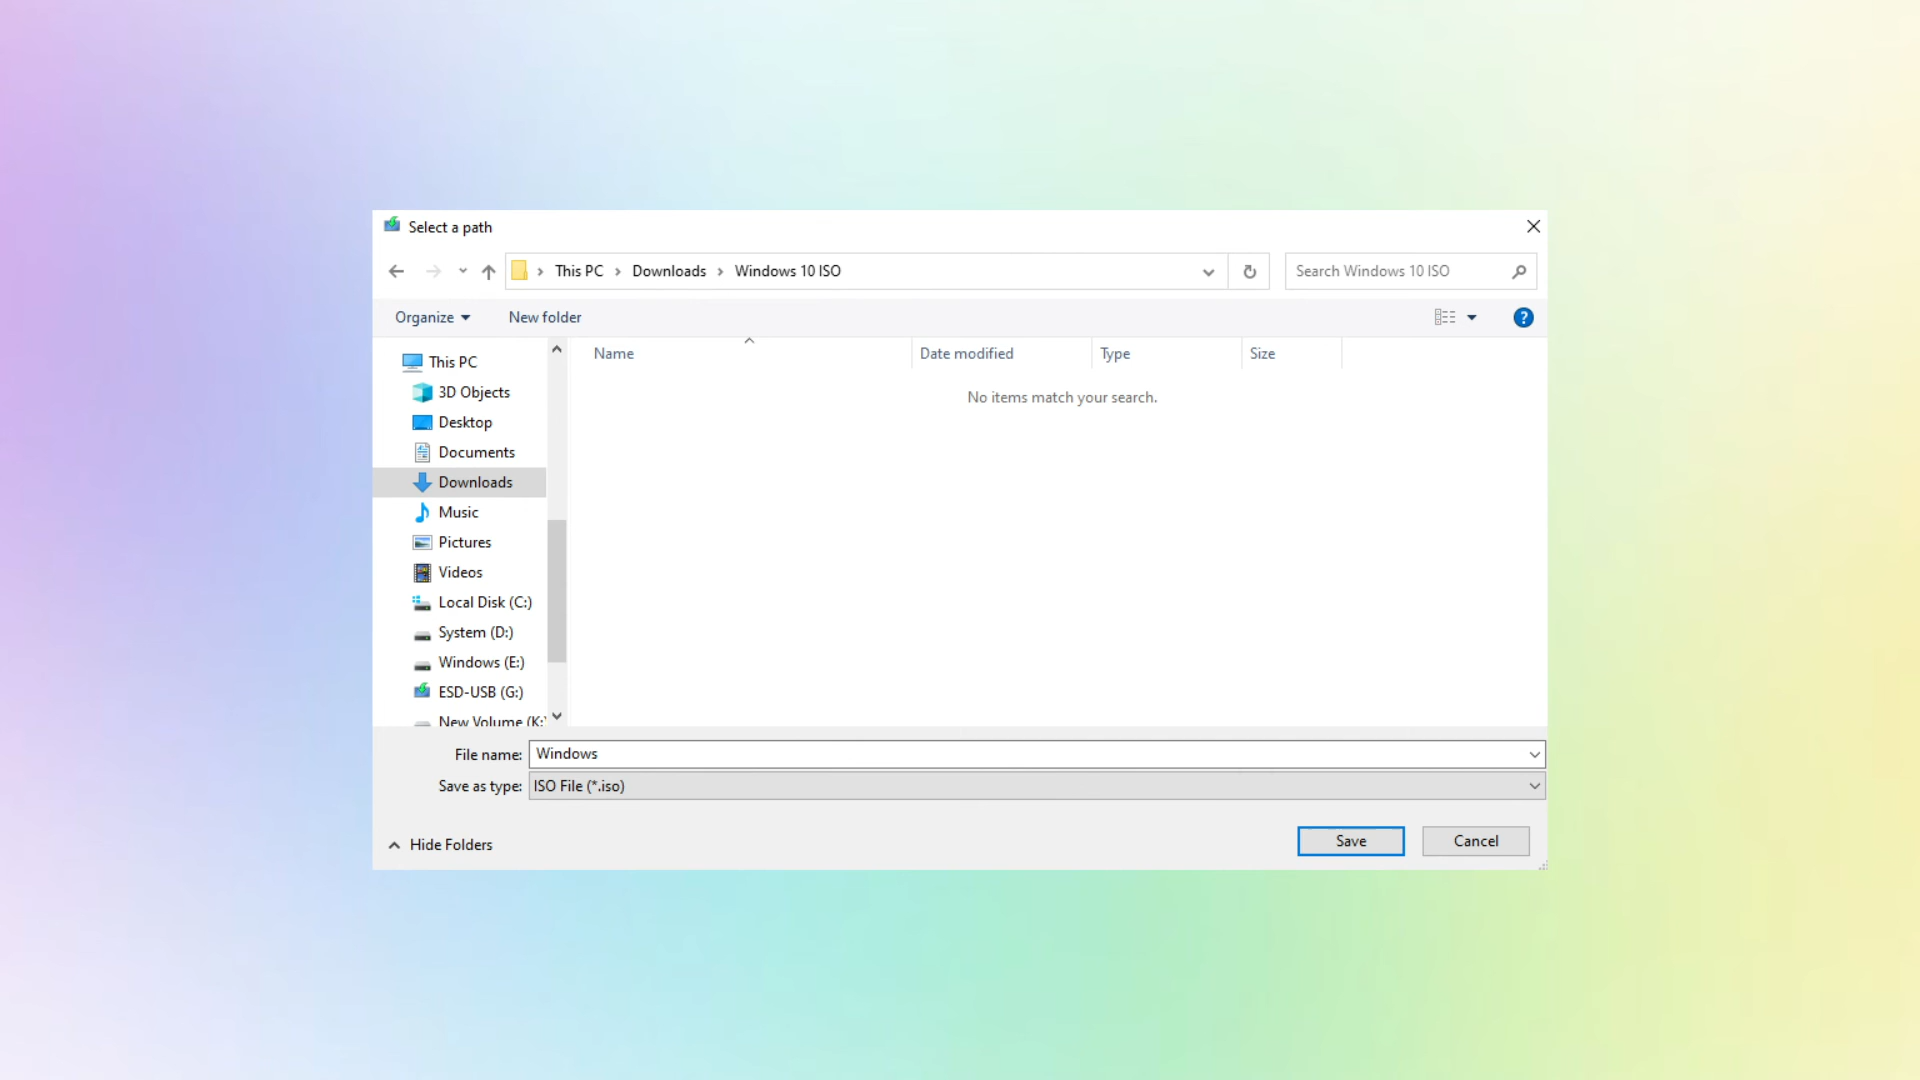 Select a path
This PC Downloads Windows 10 ISO
Search Windows 10 ISO
Organize New folder
?
Name Date modified Type Size
No items match your search.
This PC
3D Objects
Desktop
Documents
Downloads
Music
Pictures
Videos
Local Disk (C:)
System (D:)
Windows (E:)
ESD-USB (G:)
New Volume (K:
File name: Windows
Save as type: ISO File (*.iso)
Hide Folders
Save Cancel